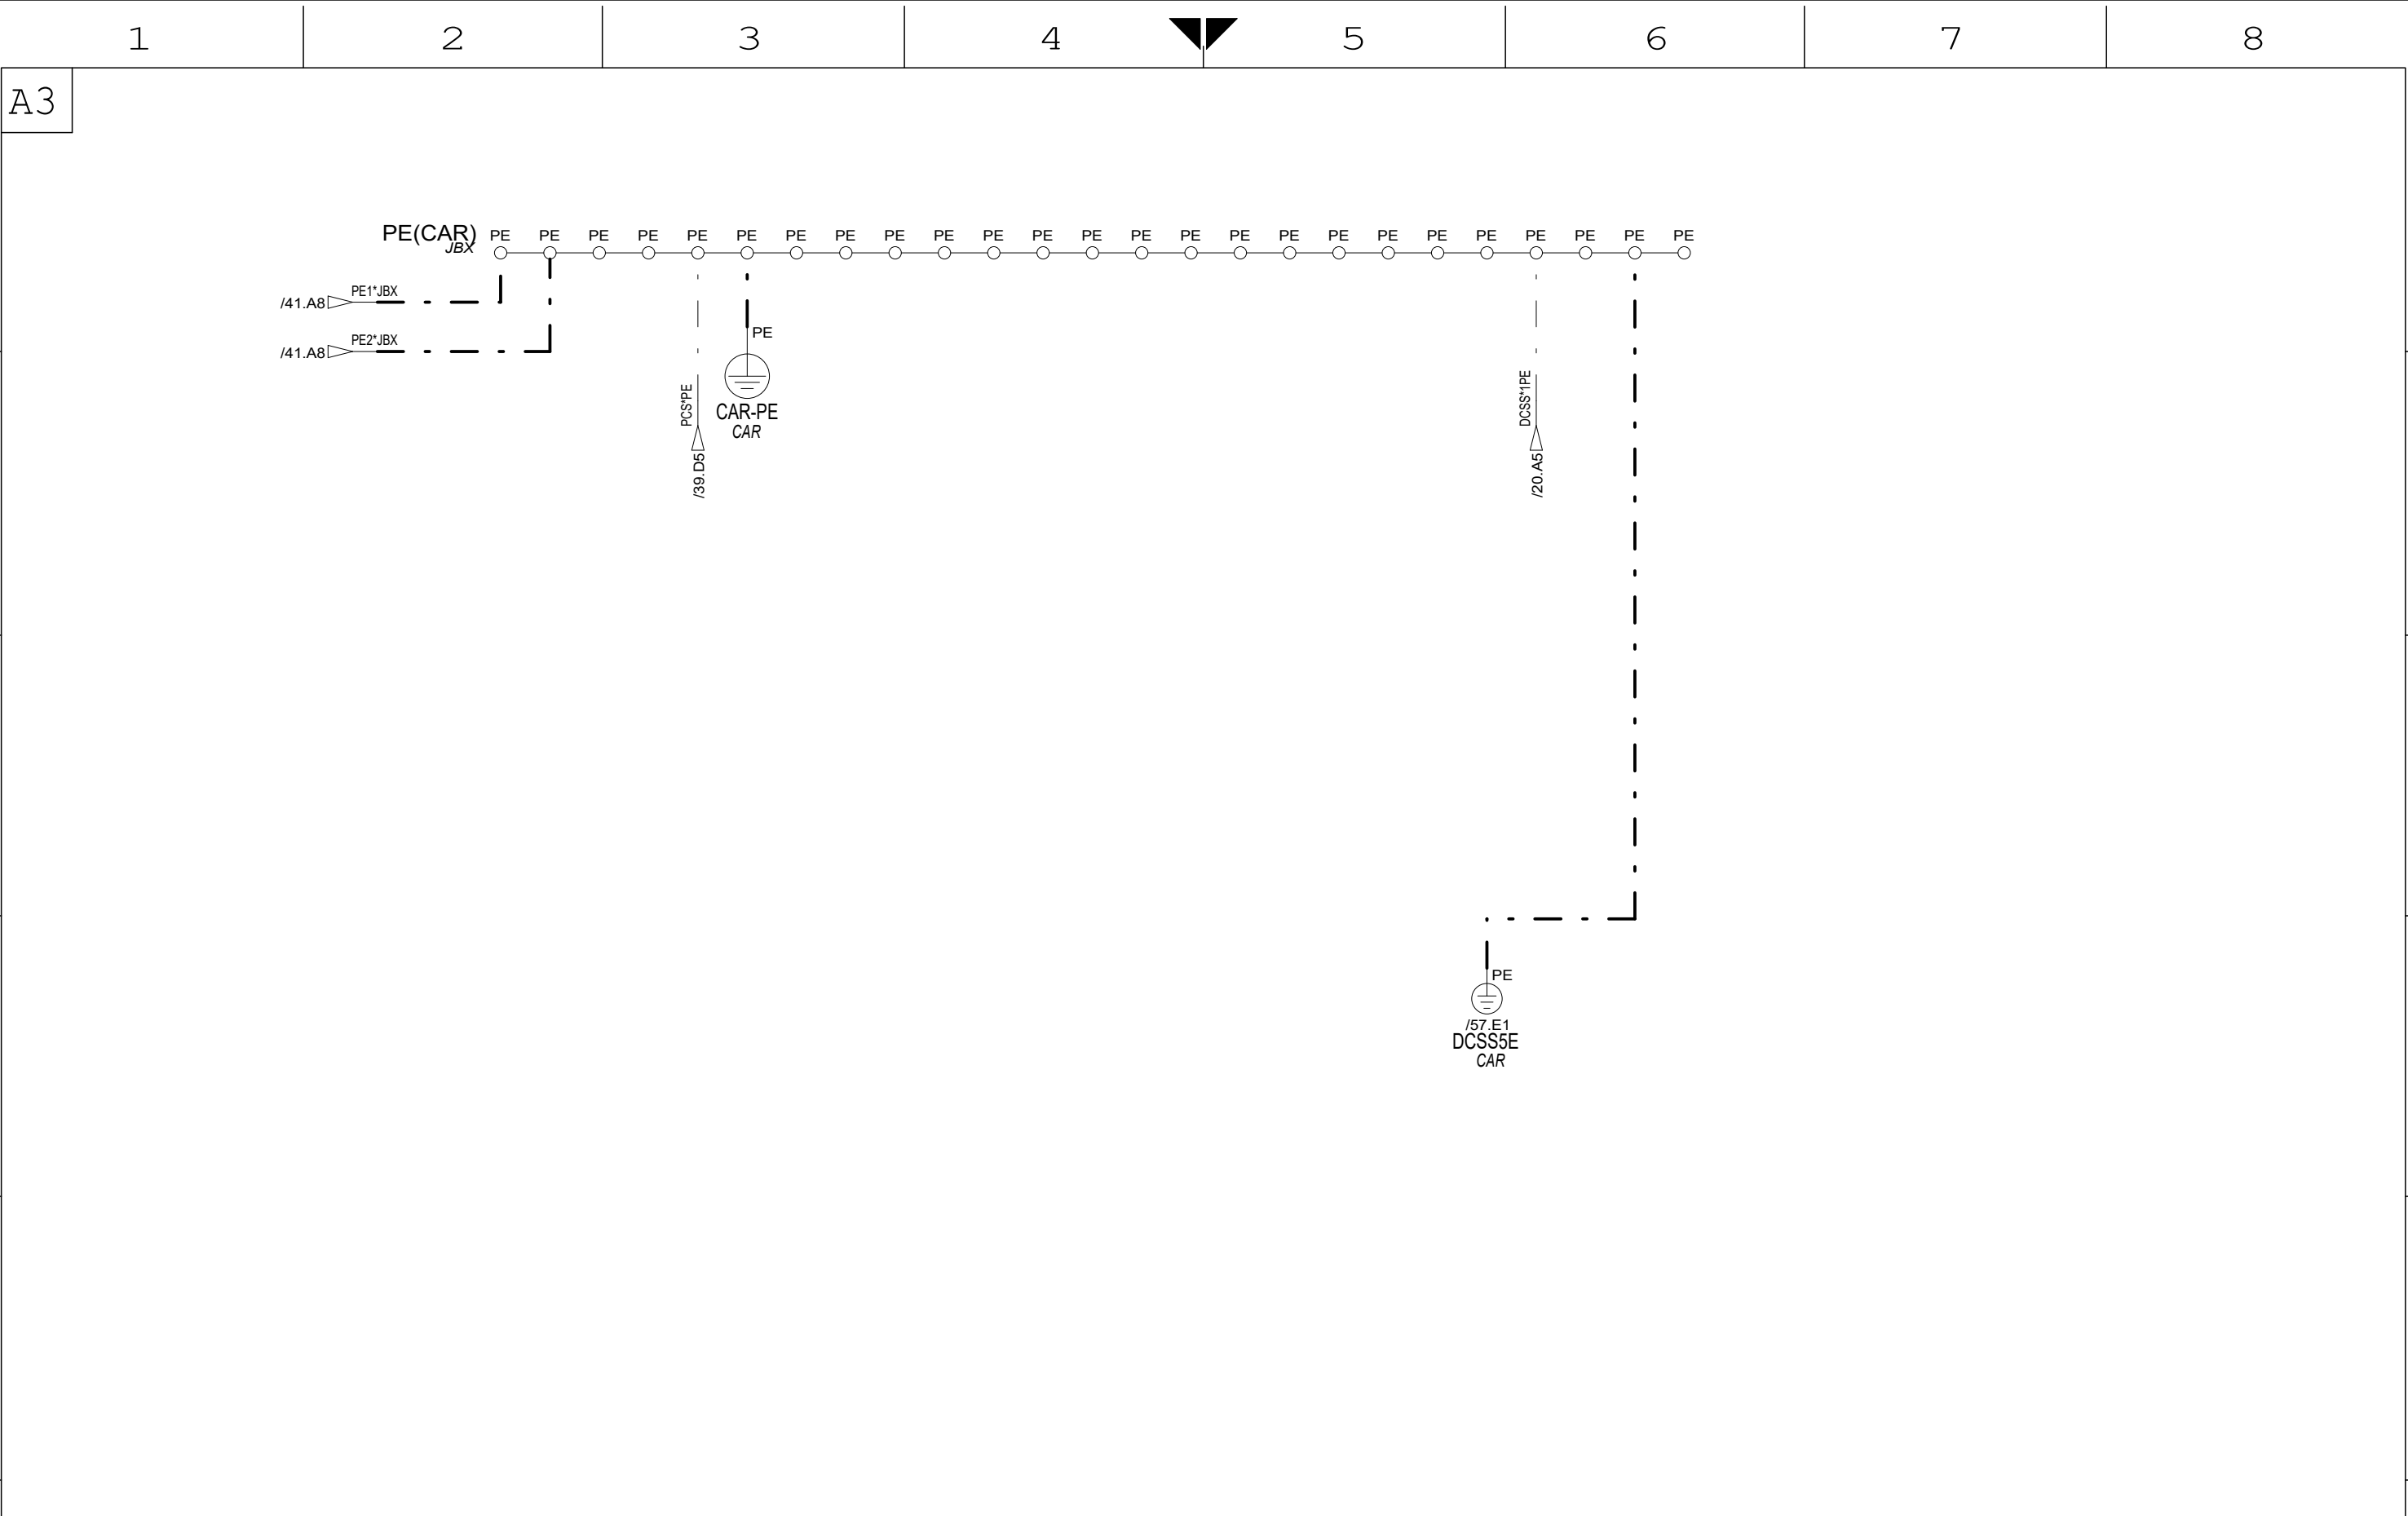 1 2 3 4 5 6 7 8
A3
PE(CAR) PE PE PE PE PE PE PE PE PE PE PE PE PE PE PE PE PE PE PE PE PE PE PE PE PE
JBX
/41.A8 PE1*JBX
PE
/41.A8 PE2*JBX
PCS*PE
/39.D5
CAR-PE
CAR
DCSS*1PE
/20.A5
PE
/57.E1
DCSS5E
CAR